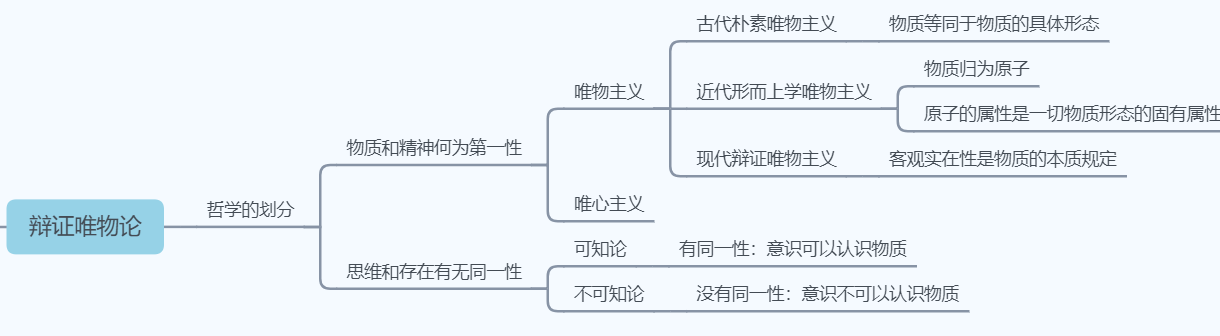 辩证唯物论
哲学的划分
物质和精神何为第一性
唯物主义
古代朴素唯物主义
物质等同于物质的具体形态
近代形而上学唯物主义
物质归为原子
原子的属性是一切物质形态的固有属性
现代辩证唯物主义
客观实在性是物质的本质规定
唯心主义
思维和存在有无同一性
可知论
有同一性：意识可以认识物质
不可知论
没有同一性：意识不可以认识物质